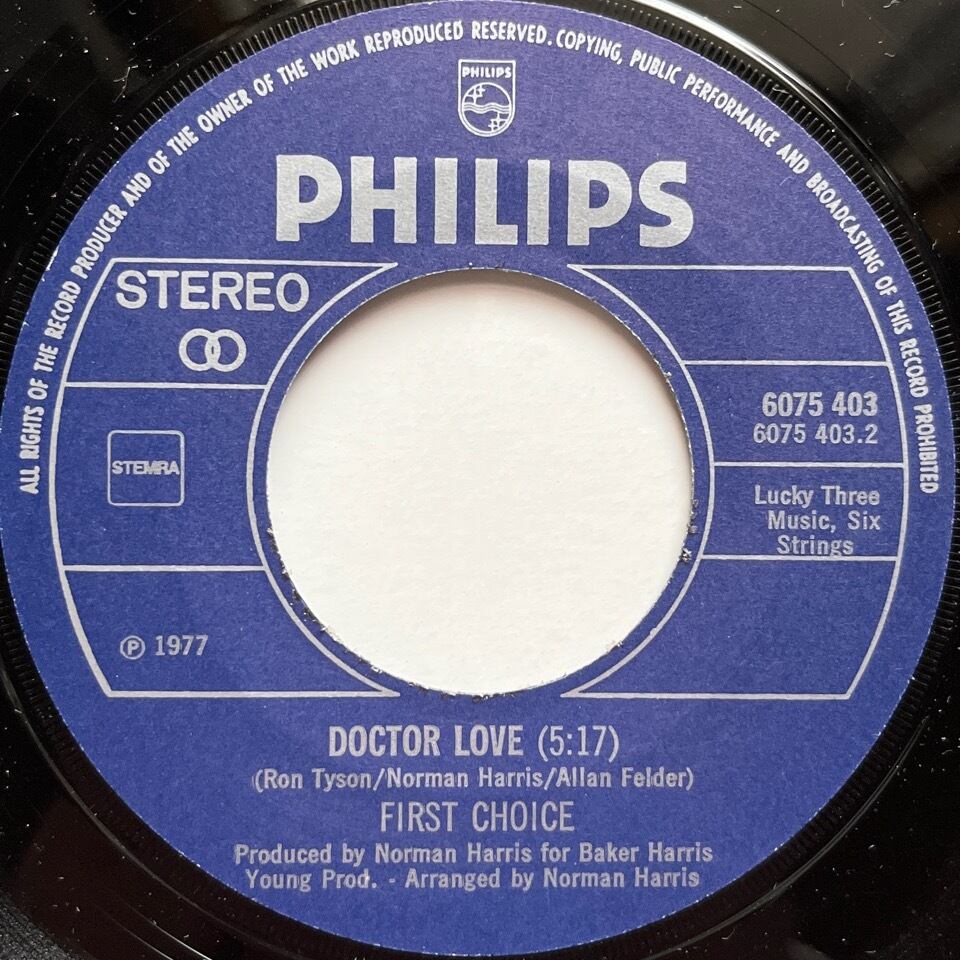 ALL RIGHTS OF THE RECORD PRODUCER AND OF THE OWNER OF THE WORK REPRODUCED RESERVED. COPYING, PUBLIC PERFORMANCE AND BROADCASTING OF THIS RECORD PROHIBITED
PHILIPS
PHILIPS
STEREO
STEMRA
6075 403
6075 403.2
Lucky Three
Music, Six
Strings
℗ 1977
DOCTOR LOVE (5:17)
(Ron Tyson/Norman Harris/Allan Felder)
FIRST CHOICE
Produced by Norman Harris for Baker Harris
Young Prod. - Arranged by Norman Harris